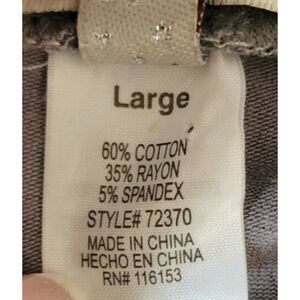 Large
60% COTTON
35% RAYON
5% SPANDEX
STYLE# 72370
MADE IN CHINA
HECHO EN CHINA
RN# 116153